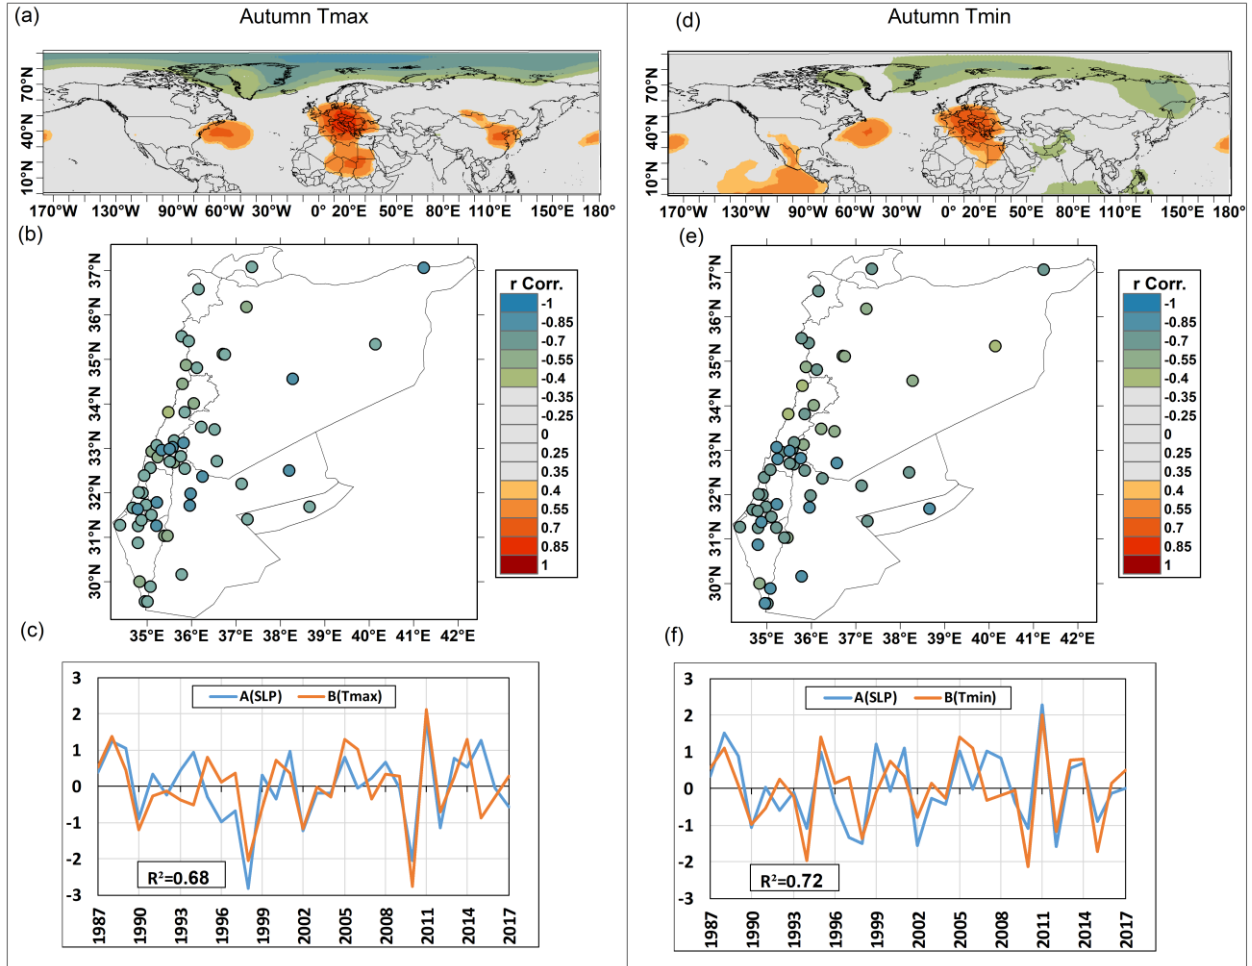 (a)
Autumn Tmax
70°N
40°N
10°N
170°W 130°W 90°W 60°W 30°W 0° 20°E 50°E 80°E 110°E 150°E 180°
(b)
37°N
36°N
35°N
34°N
33°N
32°N
31°N
30°N
35°E 36°E 37°E 38°E 39°E 40°E 41°E 42°E
r Corr.
-1
-0.85
-0.7
-0.55
-0.4
-0.35
-0.25
0
0.25
0.35
0.4
0.55
0.7
0.85
1
(c)
A(SLP) B(Tmax)
3
2
1
0
-1
-2
-3
R²=0.68
1987 1990 1993 1996 1999 2002 2005 2008 2011 2014 2017
(d)
Autumn Tmin
70°N
40°N
10°N
170°W 130°W 90°W 60°W 30°W 0° 20°E 50°E 80°E 110°E 150°E 180°
(e)
37°N
36°N
35°N
34°N
33°N
32°N
31°N
30°N
35°E 36°E 37°E 38°E 39°E 40°E 41°E 42°E
r Corr.
-1
-0.85
-0.7
-0.55
-0.4
-0.35
-0.25
0
0.25
0.35
0.4
0.55
0.7
0.85
1
(f)
A(SLP) B(Tmin)
3
2
1
0
-1
-2
-3
R²=0.72
1987 1990 1993 1996 1999 2002 2005 2008 2011 2014 2017